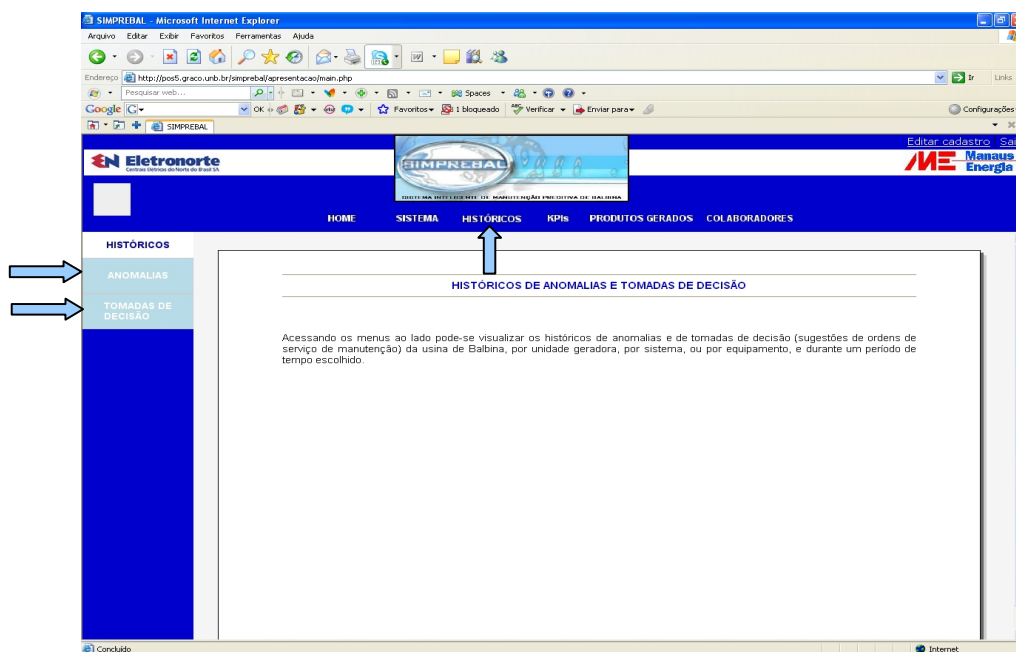 SIMPREBAL - Microsoft Internet Explorer
Arquivo Editar Exibir Favoritos Ferramentas Ajuda
Endereço http://pos5.graco.unb.br/simprebal/apresentacao/main.php Ir Links
Pesquisar web... Spaces
Google G OK Favoritos 1 bloqueado Verificar Enviar para Configurações
SIMPREBAL
Editar cadastro Sai
Eletronorte
Centrais Elétricas do Norte do Brasil SA
SIMPREBAL
ME Manaus
Energia
SISTEMA INTELIGENTE DE MANUTENÇÃO PREDITIVA DE BALBINA
HOME SISTEMA HISTÓRICOS KPIs PRODUTOS GERADOS COLABORADORES
HISTÓRICOS
ANOMALIAS
TOMADAS DE
DECISÃO
HISTÓRICOS DE ANOMALIAS E TOMADAS DE DECISÃO
Acessando os menus ao lado pode-se visualizar os históricos de anomalias e de tomadas de decisão (sugestões de ordens de
serviço de manutenção) da usina de Balbina, por unidade geradora, por sistema, ou por equipamento, e durante um período de
tempo escolhido.
Concluído Internet